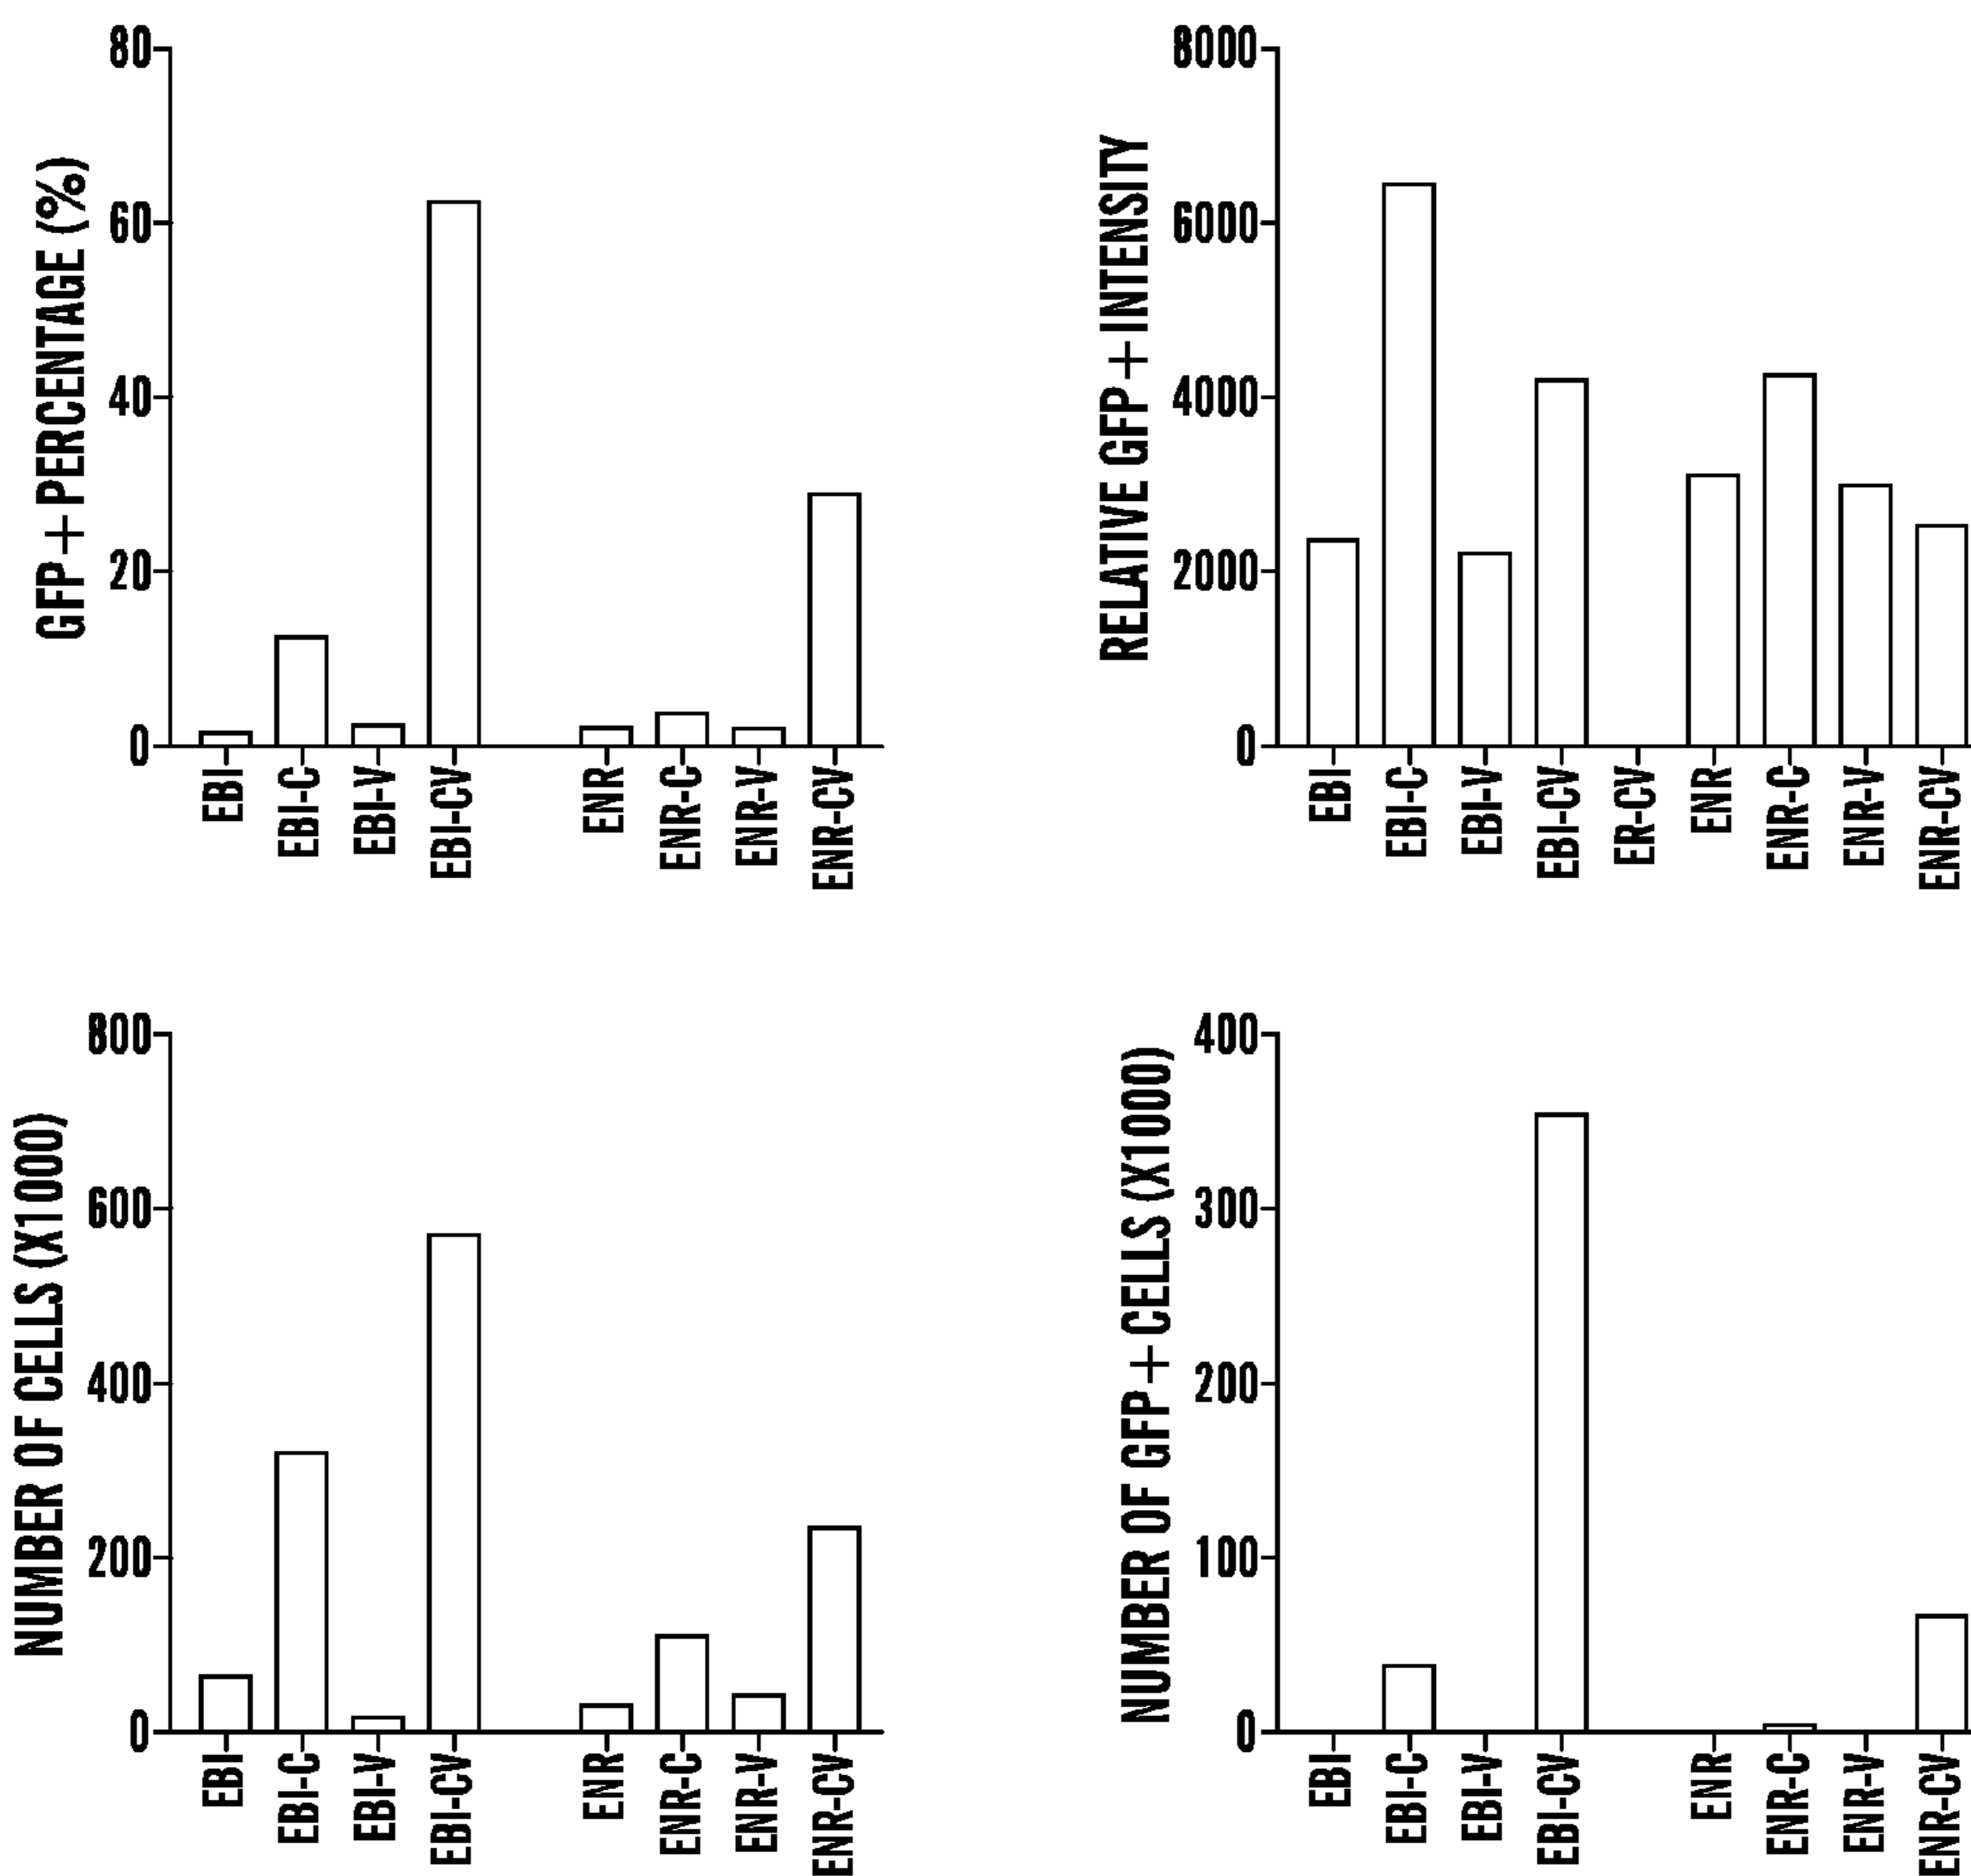 GFP+PERCENTAGE (%)
80
60
40
20
0
EBI
EBI-C
EBI-V
EBI-CV
ENR
ENR-C
ENR-V
ENR-CV
RELATIVE GFP+INTENSITY
8000
6000
4000
2000
0
EBI
EBI-C
EBI-V
EBI-CV
ER-CV
ENR
ENR-C
ENR-V
ENR-CV
NUMBER OF CELLS (X1000)
800
600
400
200
0
EBI
EBI-C
EBI-V
EBI-CV
ENR
ENR-C
ENR-V
ENR-CV
NUMBER OF GFP+CELLS (X1000)
400
300
200
100
0
EBI
EBI-C
EBI-V
EBI-CV
ENR
ENR-C
ENR-V
ENR-CV